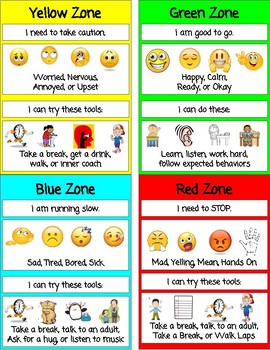 Yellow Zone
I need to take caution.
Worried, Nervous,
Annoyed, or Upset
I can try these tools:
Take a break, get a drink,
walk, or inner coach
Green Zone
I am good to go.
Happy, Calm,
Ready, or Okay
I can do these
Learn, listen, work hard,
follow expected behaviors
Blue Zone
I am running slow.
Sad, Tired, Bored, Sick
I can try these tools:
Take a break, talk to an adult,
Ask for a hug, or listen to music
Red Zone
I need to STOP.
Mad, Yelling, Mean, Hands On
I can try these tools:
Take a break, talk to an adult,
Take a Break, or Walk Laps